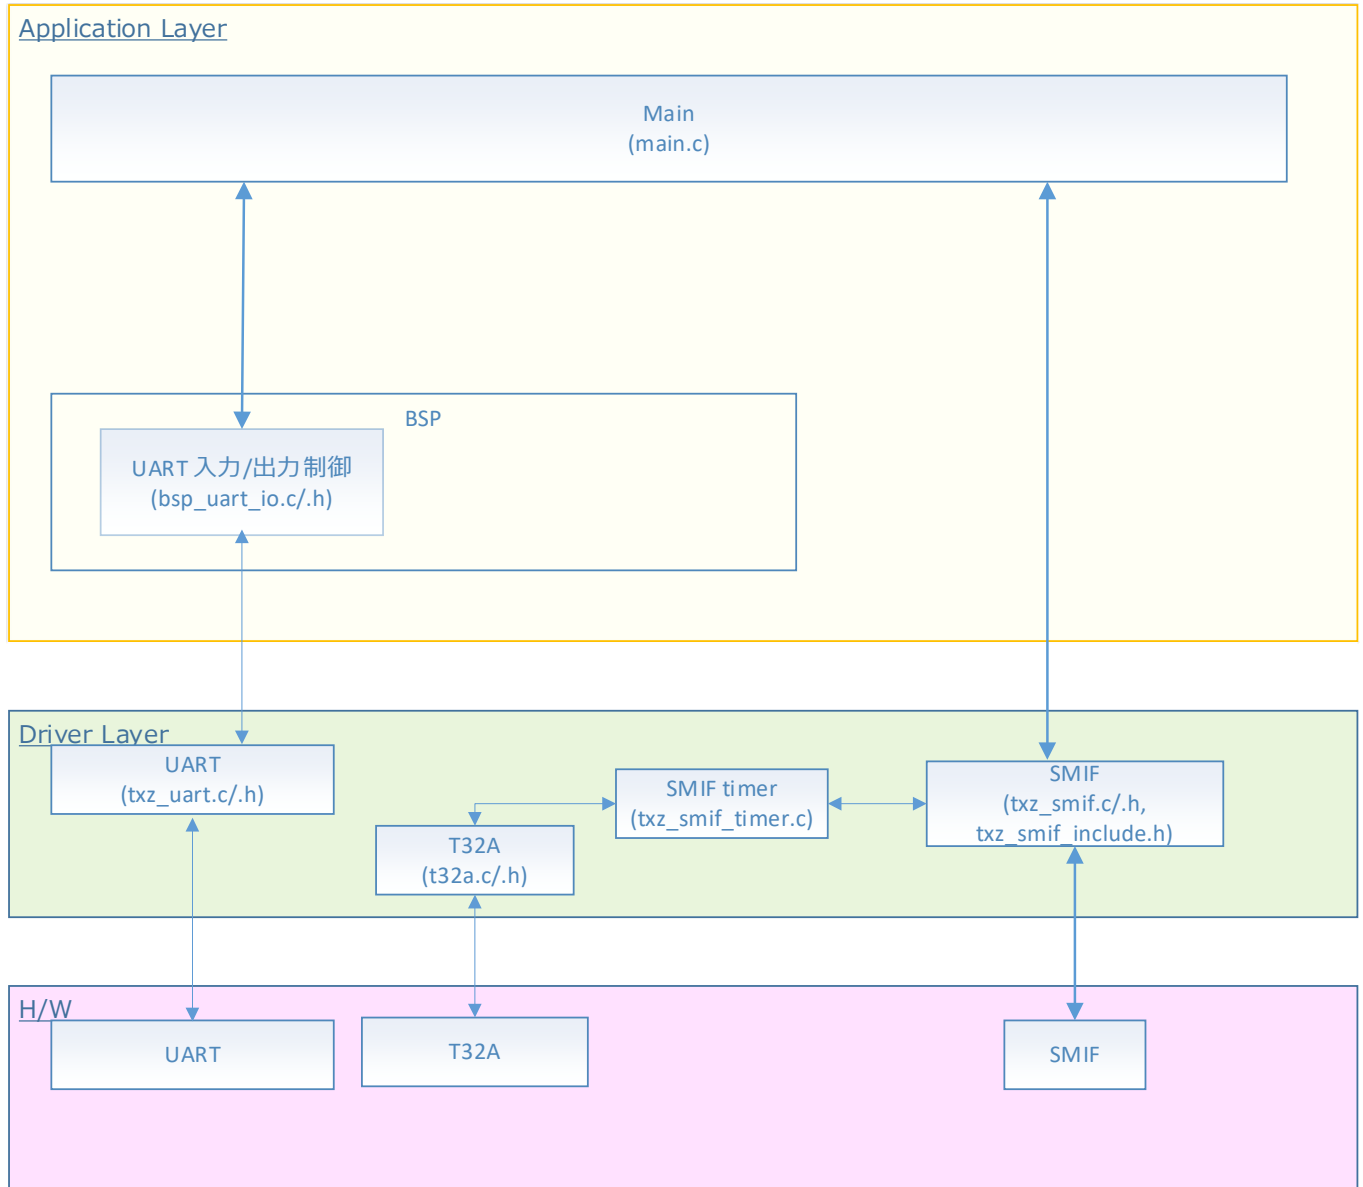 Application Layer
Main
(main.c)
BSP
UART 入力/出力制御
(bsp_uart_io.c/.h)
Driver Layer
UART
(txz_uart.c/.h)
SMIF timer
(txz_smif_timer.c)
SMIF
(txz_smif.c/.h,
txz_smif_include.h)
T32A
(t32a.c/.h)
H/W
UART
T32A
SMIF